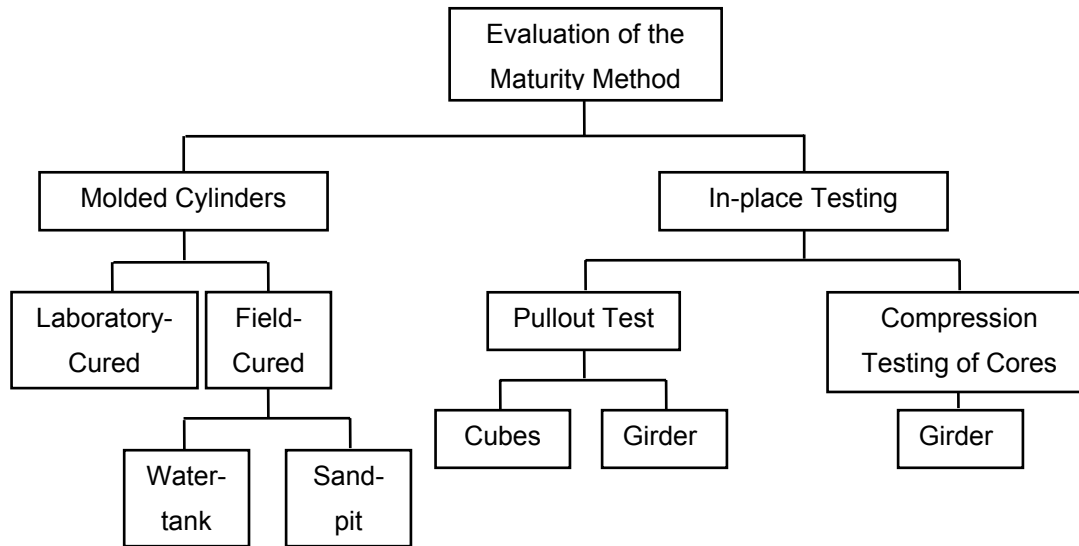 Evaluation of the
Maturity Method
Molded Cylinders
In-place Testing
Laboratory-
Cured
Field-
Cured
Pullout Test
Compression
Testing of Cores
Cubes
Girder
Girder
Water-
tank
Sand-
pit